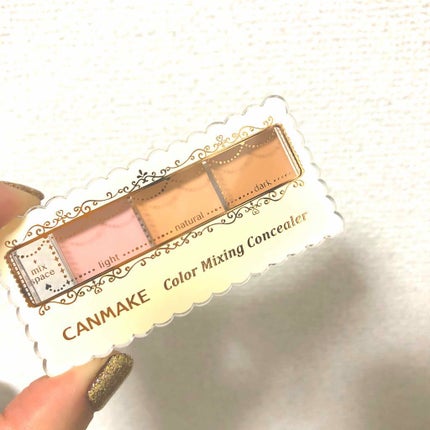 mix
space
light
natural
dark
CANMAKE Color Mixing Concealer